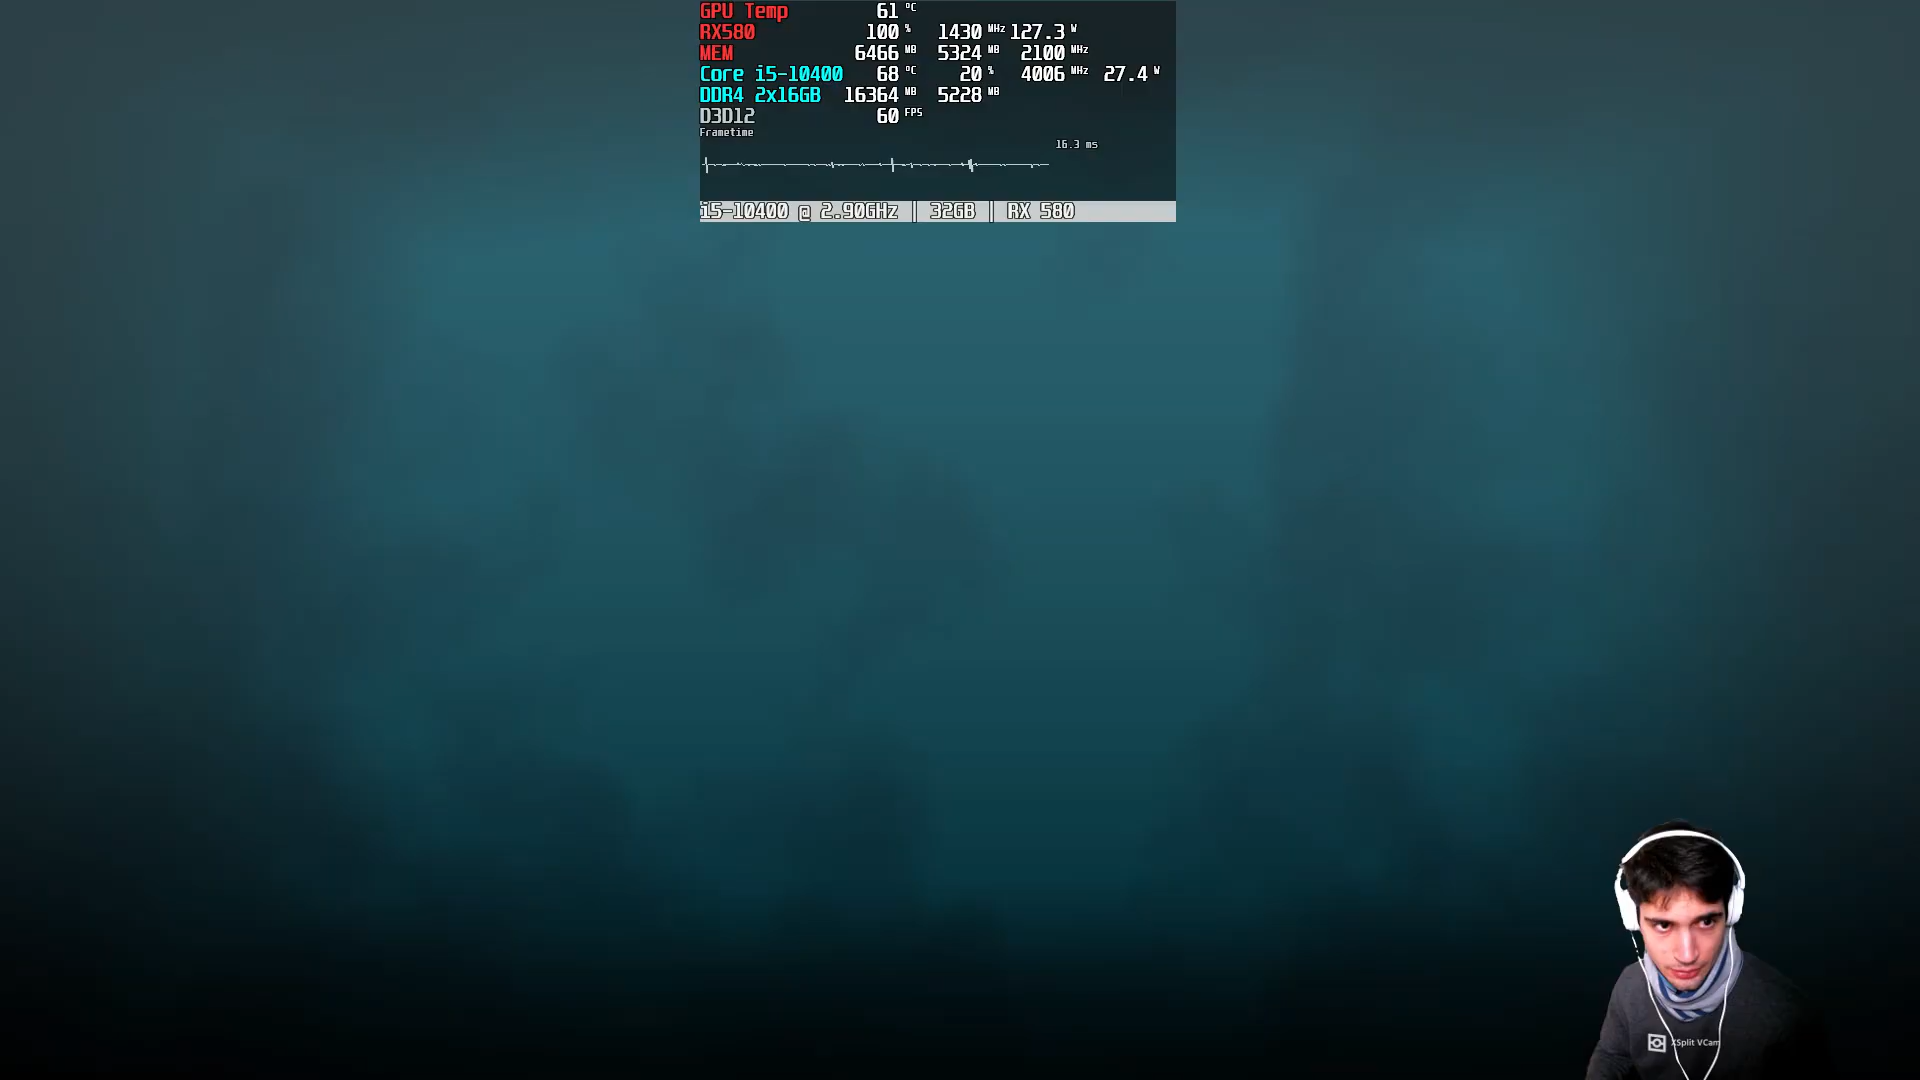 GPU Temp 61 °C
RX580 100 % 1430 MHz 127.3 W
MEM 6466 MB 5324 MB 2100 MHz
Core i5-10400 68 °C 20 % 4006 MHz 27.4 W
DDR4 2x16GB 16364 MB 5228 MB
D3D12 60 FPS
Frametime
16.3 ms
i5-10400 @ 2.90GHz | 32GB | RX 580
XSplit VCam